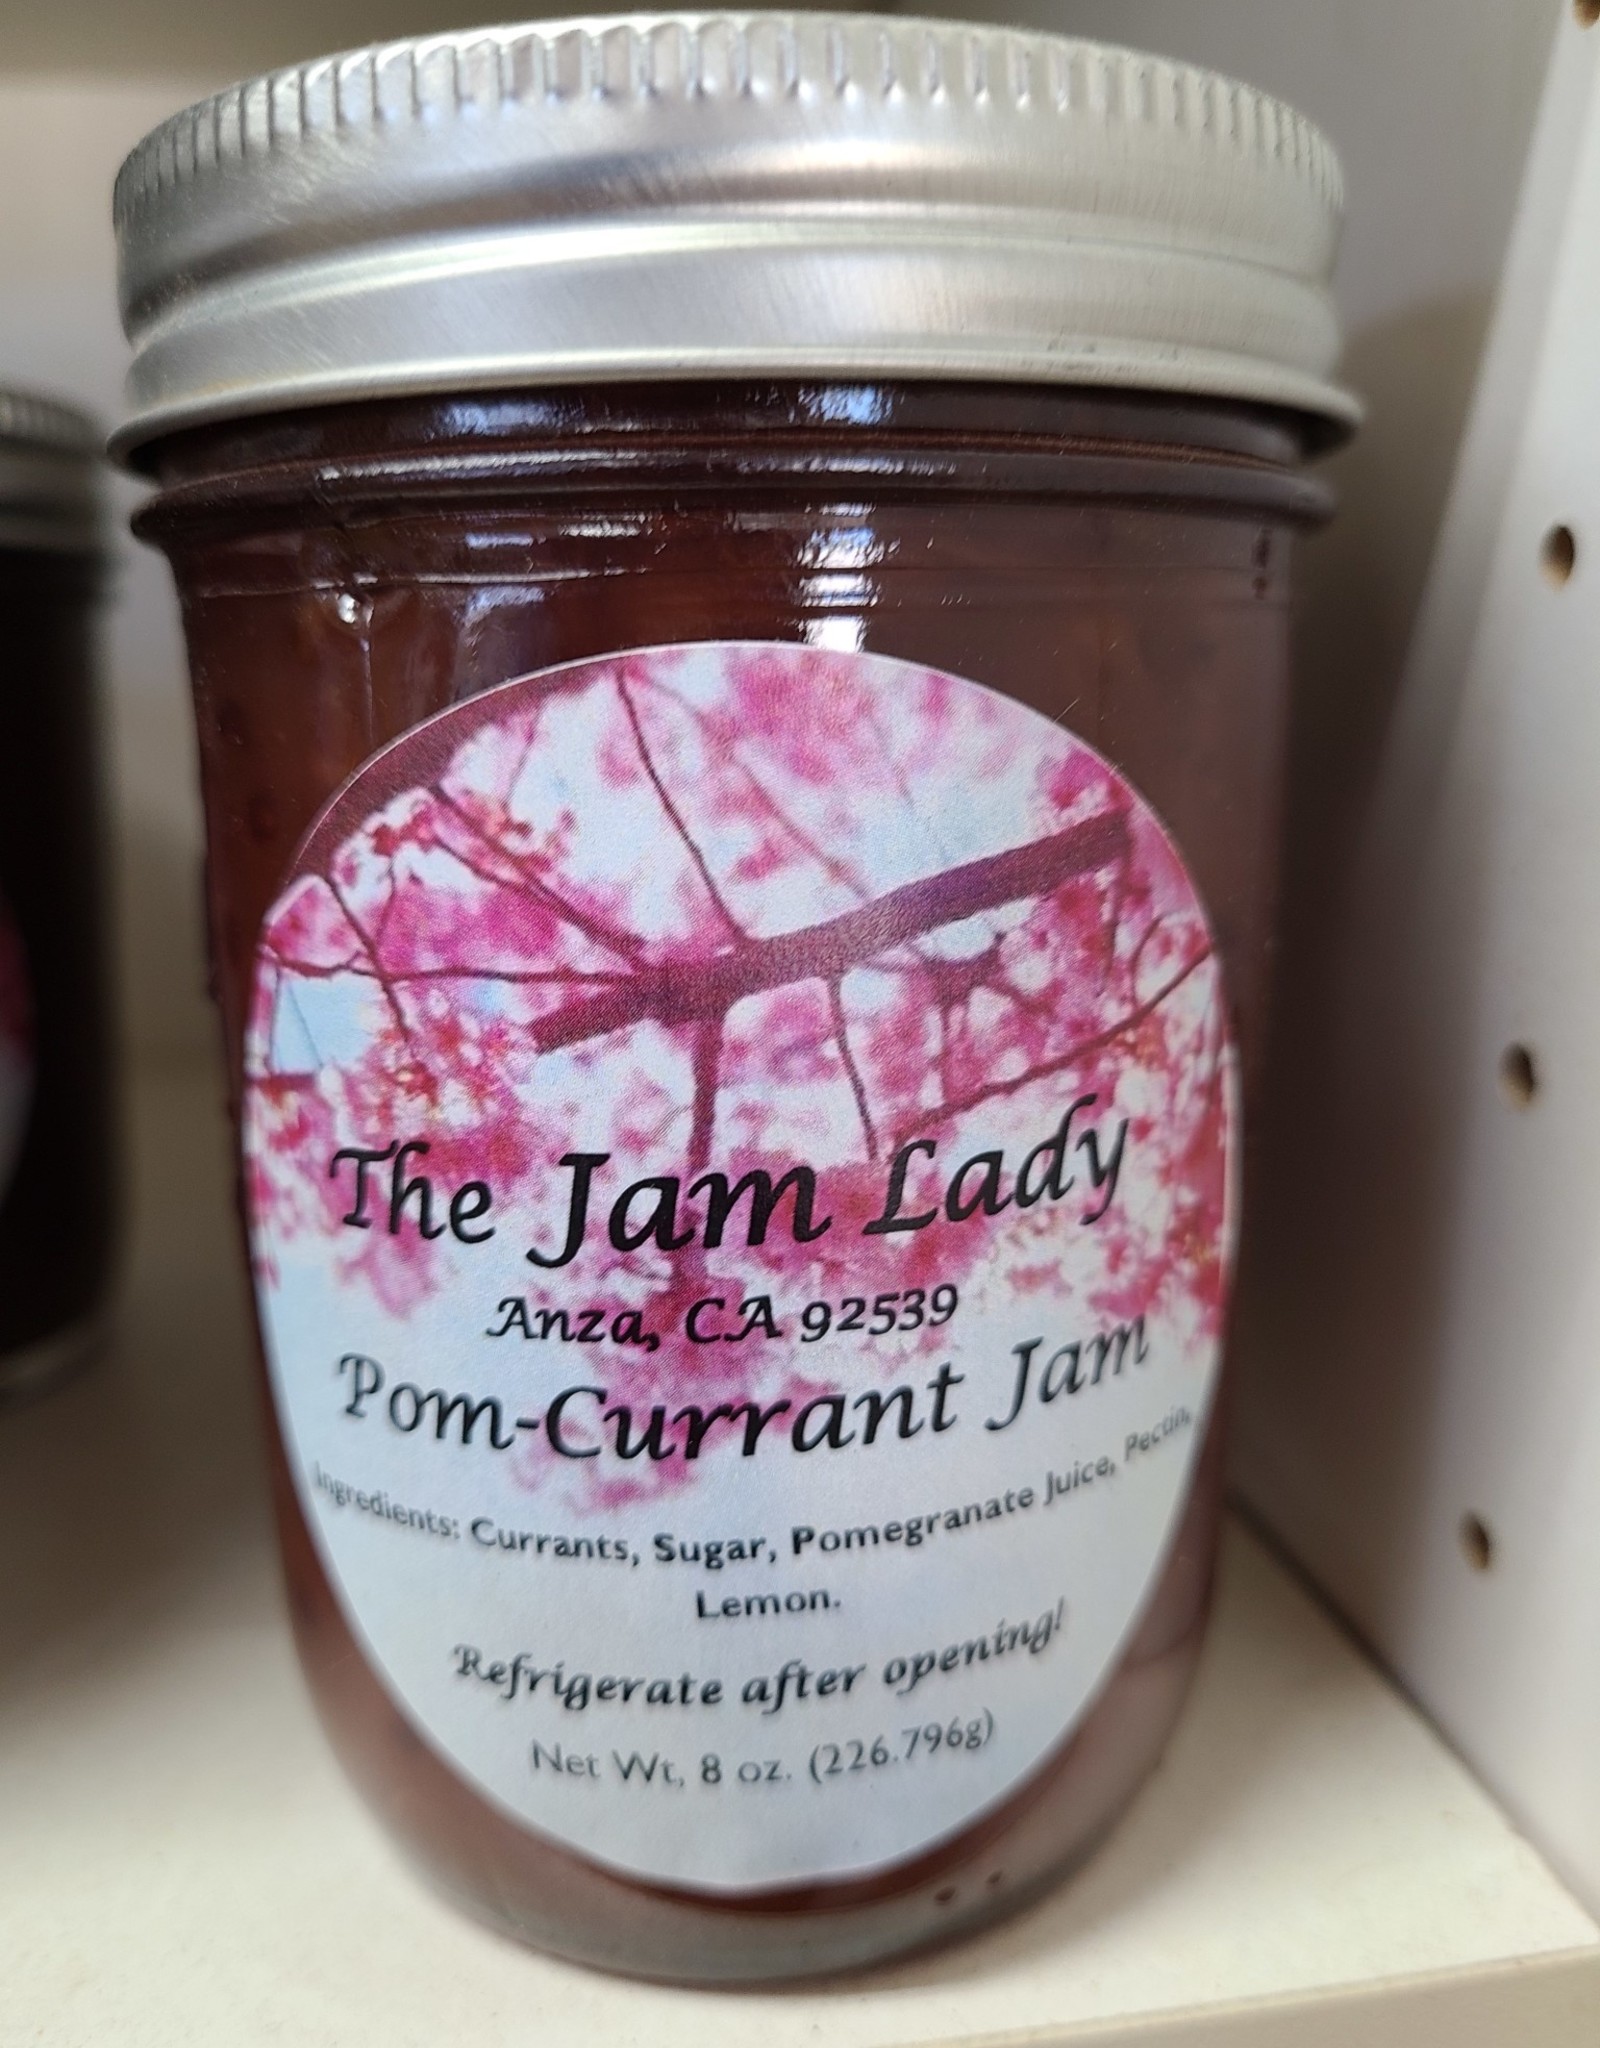 The Jam Lady
Anza, CA 92539
Pom-Currant Jam
Ingredients: Currants, Sugar, Pomegranate Juice, Pectin,
Lemon.
Refrigerate after opening!
Net Wt, 8 oz. (226.796g)